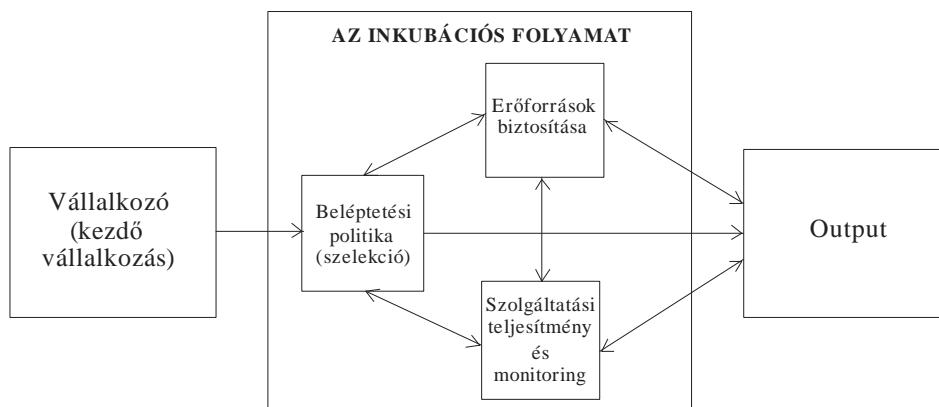 AZ INKUBÁCIÓS FOLYAMAT
Erőforrások
biztosítása
Vállalkozó
(kezdő
vállalkozás)
Beléptetési
politika
(szelekció)
Output
Szolgáltatási
teljesítmény
és
monitoring